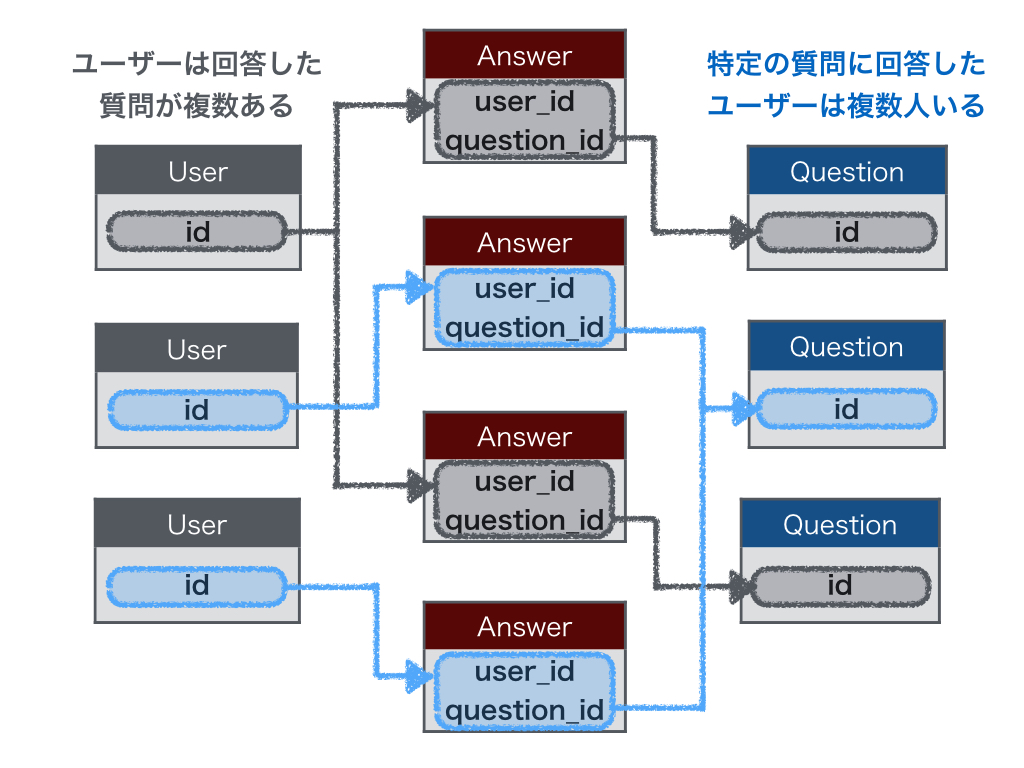 ユーザーは回答した
質問が複数ある
特定の質問に回答した
ユーザーは複数人いる
User
id
User
id
User
id
Answer
user_id
question_id
Answer
user_id
question_id
Answer
user_id
question_id
Answer
user_id
question_id
Question
id
Question
id
Question
id